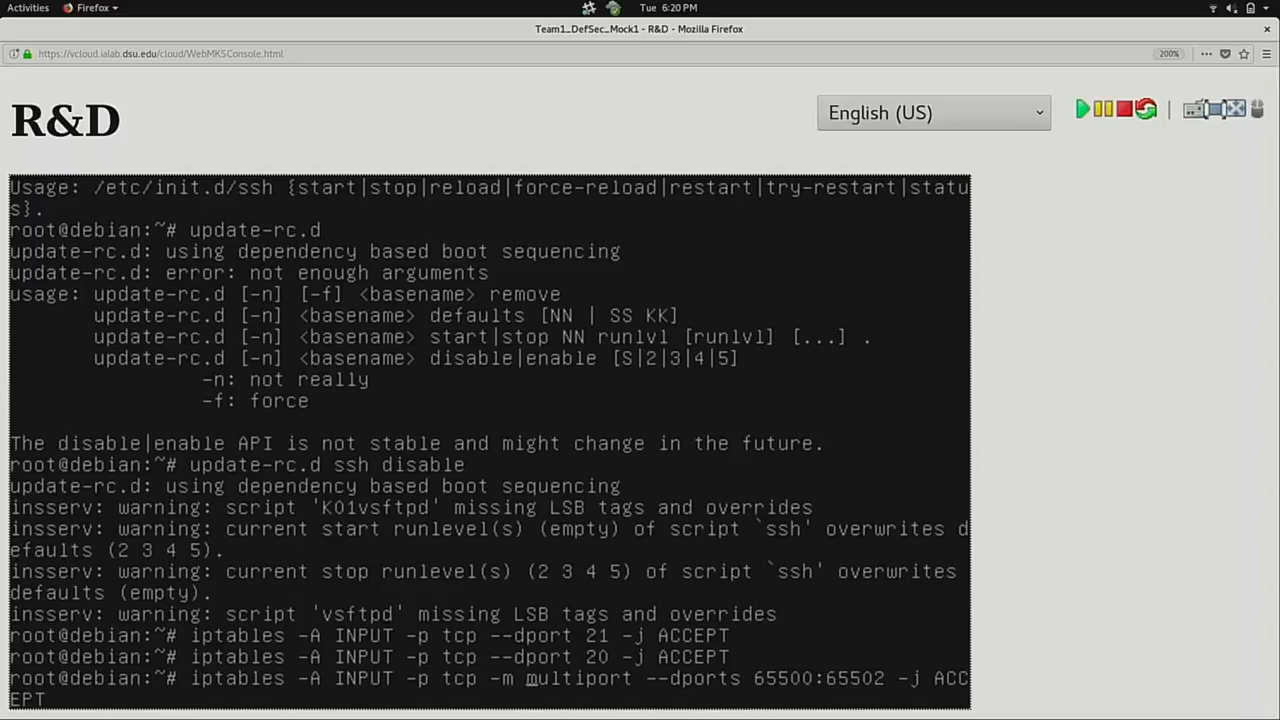 Activities Firefox Tue 6:20 PM
Team1_DefSec_Mock1 - R&D - Mozilla Firefox
https://vcloud.ialab.dsu.edu/cloud/WebMKSConsole.html 200%
R&D English (US)
Usage: /etc/init.d/ssh {start|stop|reload|force-reload|restart|try-restart|statu
s}.
root@debian:~# update-rc.d
update-rc.d: using dependency based boot sequencing
update-rc.d: error: not enough arguments
usage: update-rc.d [-n] [-f] <basename> remove
       update-rc.d [-n] <basename> defaults [NN | SS KK]
       update-rc.d [-n] <basename> start|stop NN runlvl [runlvl] [...] .
       update-rc.d [-n] <basename> disable|enable [S|2|3|4|5]
                -n: not really
                -f: force
The disable|enable API is not stable and might change in the future.
root@debian:~# update-rc.d ssh disable
update-rc.d: using dependency based boot sequencing
insserv: warning: script 'K01vsftpd' missing LSB tags and overrides
insserv: warning: current start runlevel(s) (empty) of script `ssh' overwrites d
efaults (2 3 4 5).
insserv: warning: current stop runlevel(s) (2 3 4 5) of script `ssh' overwrites
defaults (empty).
insserv: warning: script 'vsftpd' missing LSB tags and overrides
root@debian:~# iptables -A INPUT -p tcp --dport 21 -j ACCEPT
root@debian:~# iptables -A INPUT -p tcp --dport 20 -j ACCEPT
root@debian:~# iptables -A INPUT -p tcp -m multiport --dports 65500:65502 -j ACC
EPT